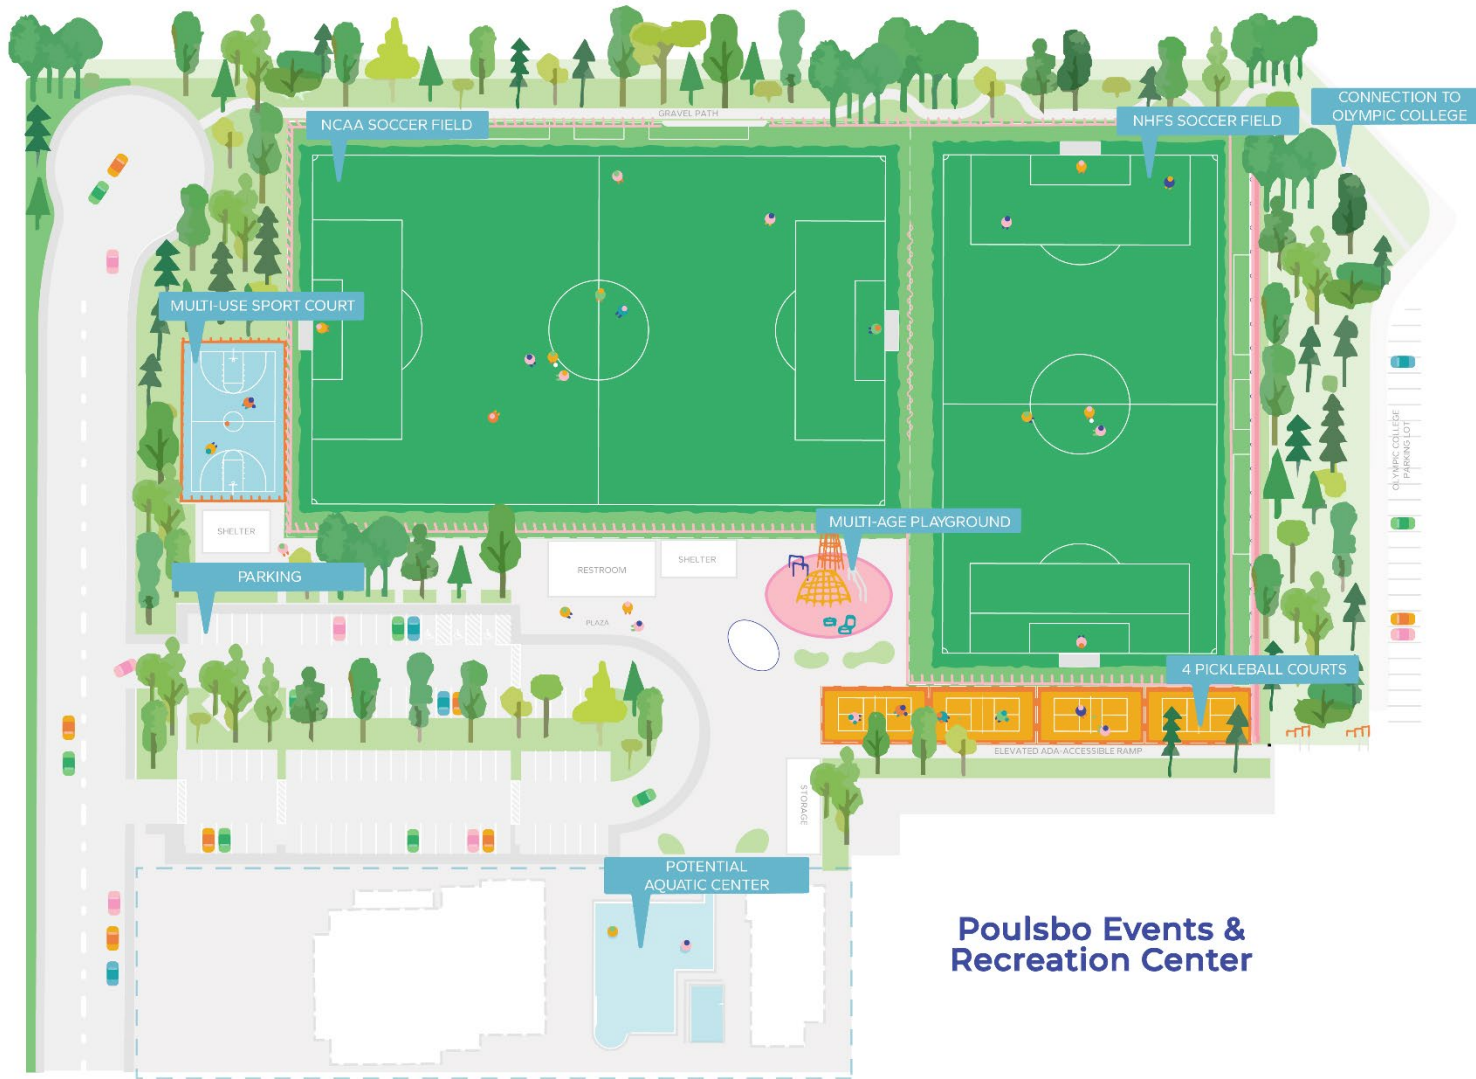 GRAVEL PATH
NCAA SOCCER FIELD
NHFS SOCCER FIELD
CONNECTION TO
OLYMPIC COLLEGE
MULTI-USE SPORT COURT
OLYMPIC COLLEGE
PARKING LOT
SHELTER
MULTI-AGE PLAYGROUND
PARKING
RESTROOM
SHELTER
PLAZA
4 PICKLEBALL COURTS
ELEVATED ADA-ACCESSIBLE RAMP
STORAGE
POTENTIAL
AQUATIC CENTER
Poulsbo Events &
Recreation Center